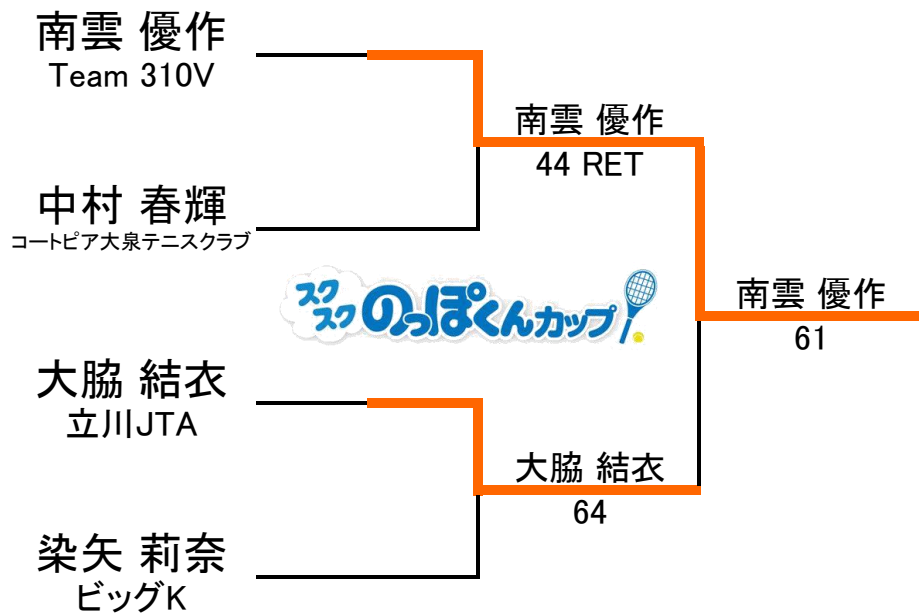 南雲 優作
Team 310V
南雲 優作
44 RET
中村 春輝
コートピア大泉テニスクラブ
スクスク のっぽくんカップ
南雲 優作
61
大脇 結衣
立川JTA
大脇 結衣
64
染矢 莉奈
ビッグK